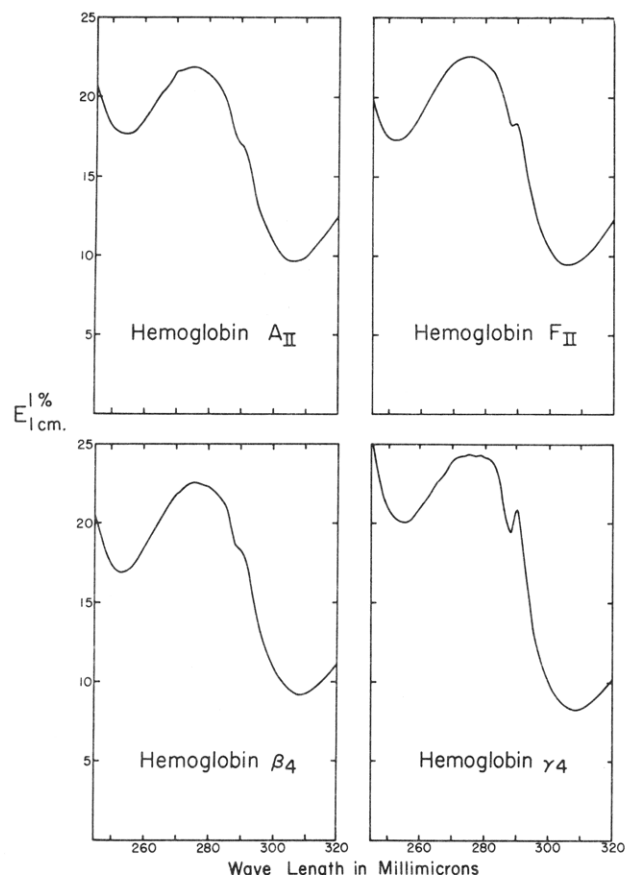 25
20
15
10
5
Hemoglobin A_II
Hemoglobin F_II
E 1% 1cm.
25
20
15
10
5
Hemoglobin β4
Hemoglobin γ4
260 280 300 320 260 280 300 320
Wave Length in Millimicrons